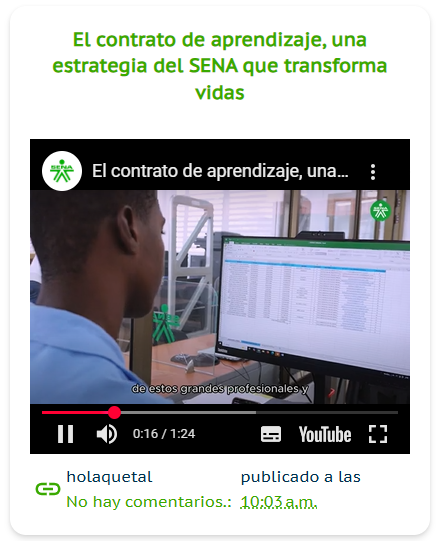 El contrato de aprendizaje, una
estrategia del SENA que transforma
vidas
SENA
El contrato de aprendizaje, una...
de estos grandes profesionales y
0:16 / 1:24
YouTube
holaquetal
publicado a las
No hay comentarios.: 10:03 a.m.